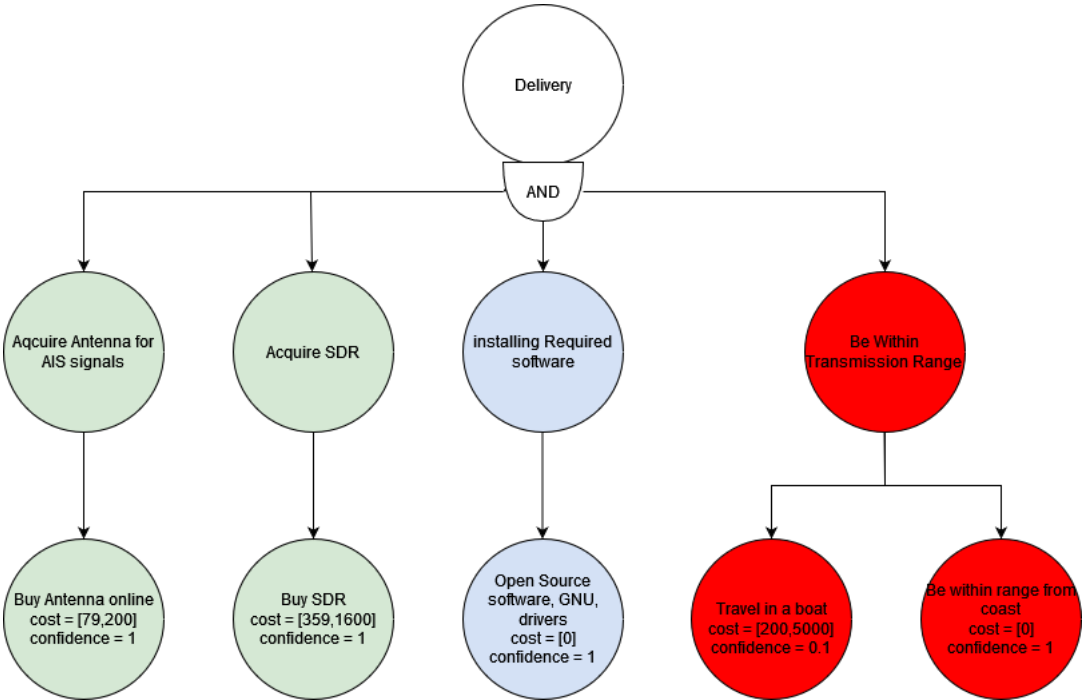 Delivery
AND
Aqcuire Antenna for
AIS signals
Acquire SDR
installing Required
software
Be Within
Transmission Range
Buy Antenna online
cost = [79,200]
confidence = 1
Buy SDR
cost = [359,1600]
confidence = 1
Open Source
software, GNU,
drivers
cost = [0]
confidence = 1
Travel in a boat
cost = [200,5000]
confidence = 0.1
Be within range from
coast
cost = [0]
confidence = 1